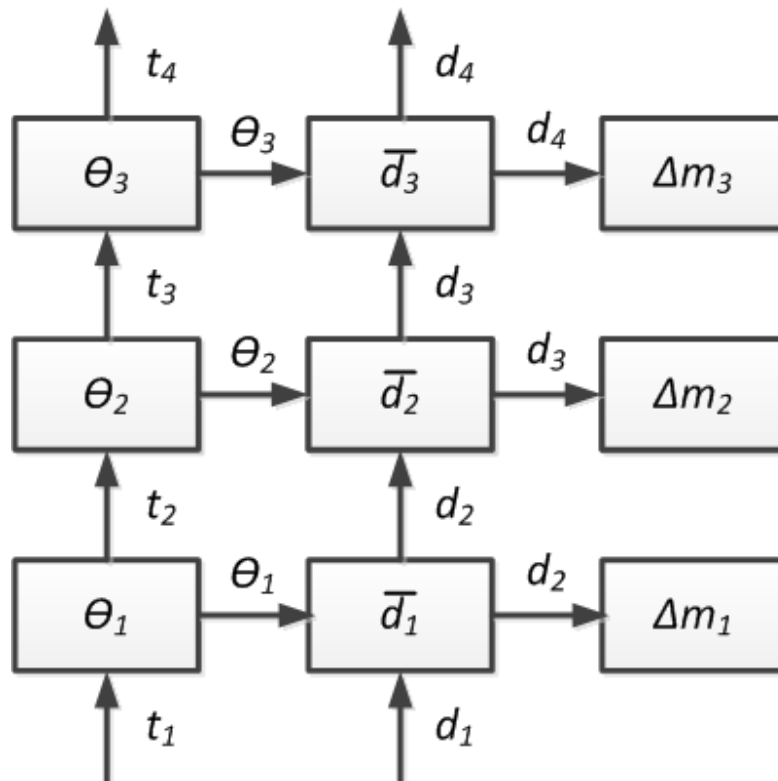 t₄ d₄
ϴ₃ d₄
ϴ₃ d̅₃ Δm₃
t₃ d₃
ϴ₂ d₃
ϴ₂ d̅₂ Δm₂
t₂ d₂
ϴ₁ d₂
ϴ₁ d̅₁ Δm₁
t₁ d₁